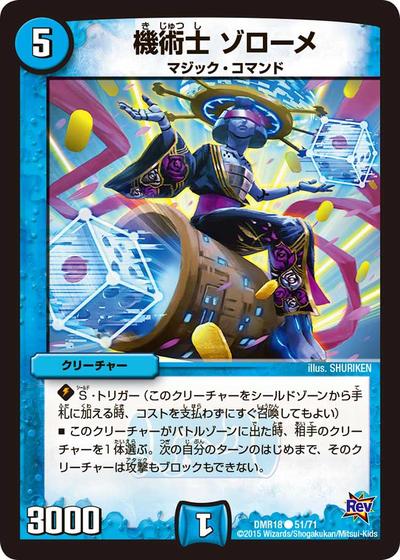 5
き じゅつ し
機術士 ゾローメ
マジック・コマンド
illus. SHURIKEN
クリーチャー
シールド
S・トリガー (このクリーチャーをシールドゾーンから手
札に加える時、コストを支払わずにすぐ召喚してもよい)
■ このクリーチャーがバトルゾーンに出た時、相手のクリ
ーチャーを1体選ぶ。次の自分のターンのはじめまで、そのク
リーチャーは攻撃もブロックもできない。
3000
1
Rev
DMR18 ● 51/71
©2015 Wizards/Shogakukan/Mitsui-Kids